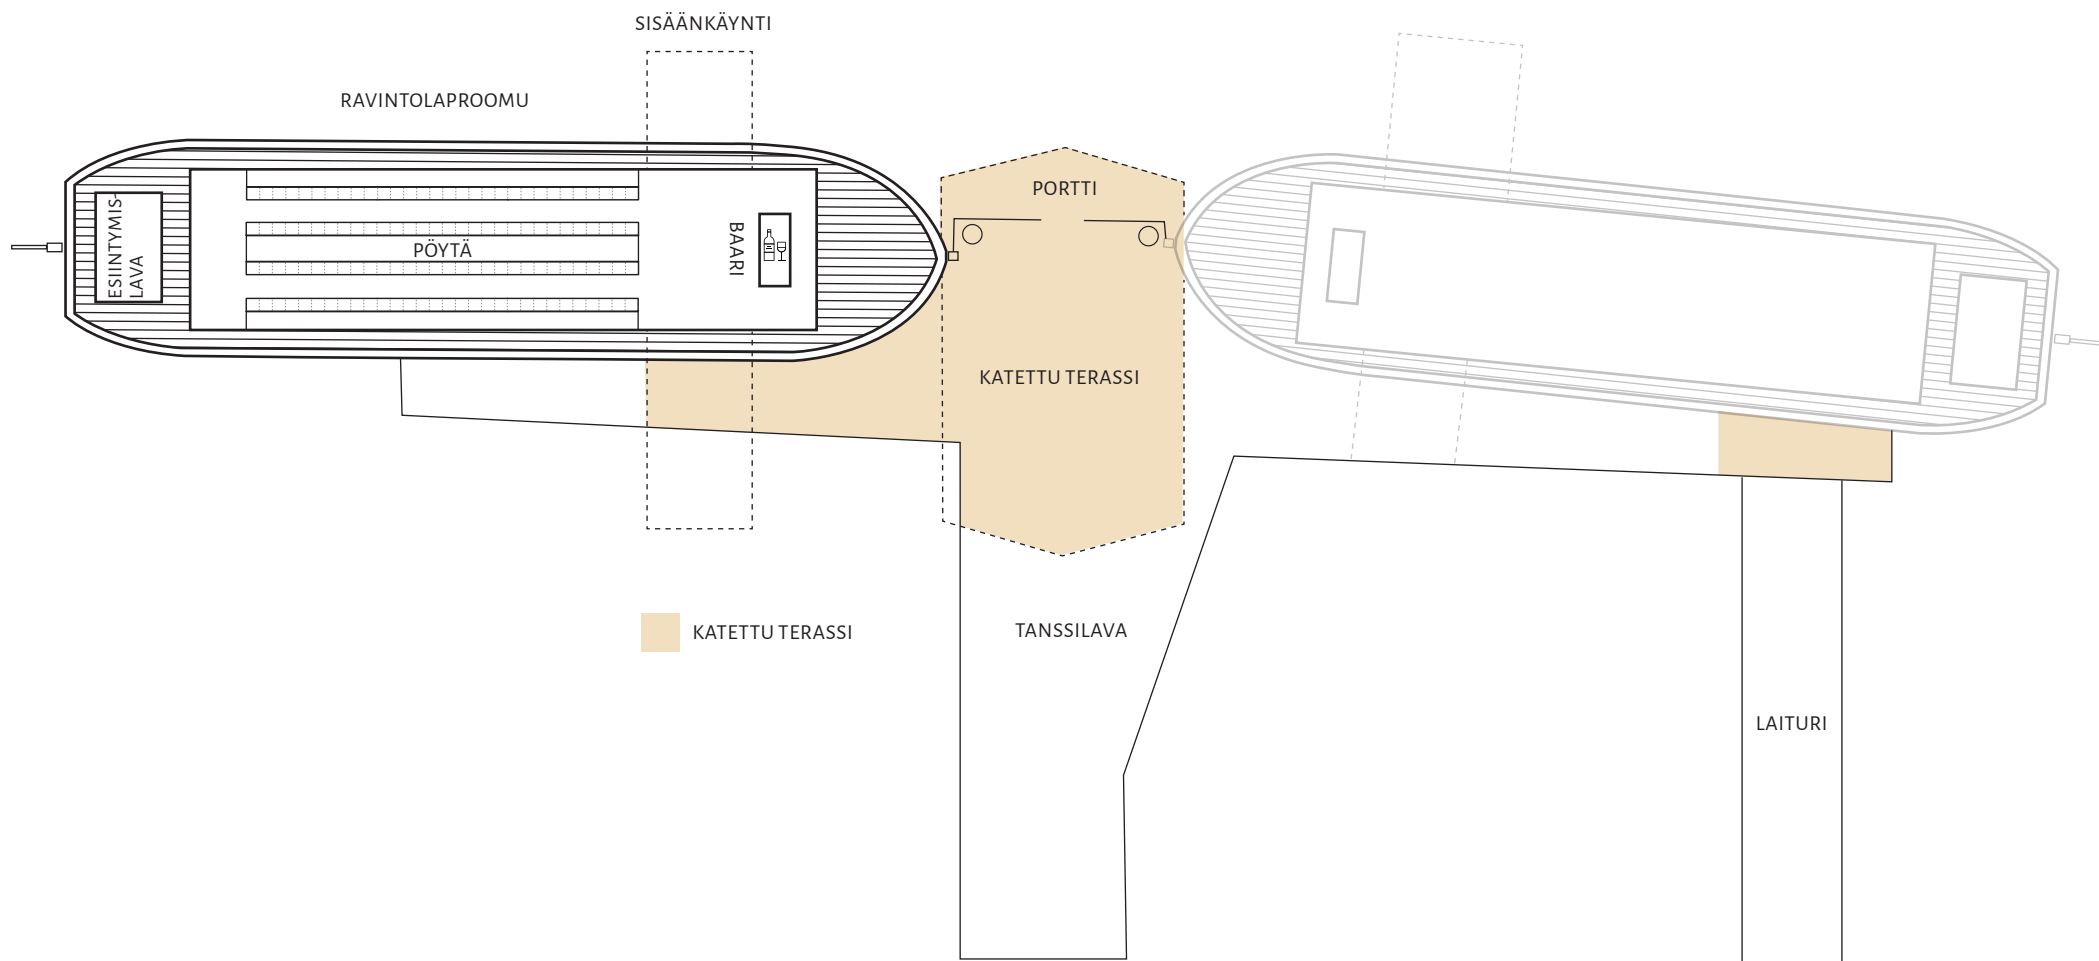 SISÄÄNKÄYNTI
RAVINTOLAPROOMU
ESIINTYMIS-
LAVA
PÖYTÄ
BAARI
PORTTI
KATETTU TERASSI
KATETTU TERASSI
TANSSILAVA
LAITURI